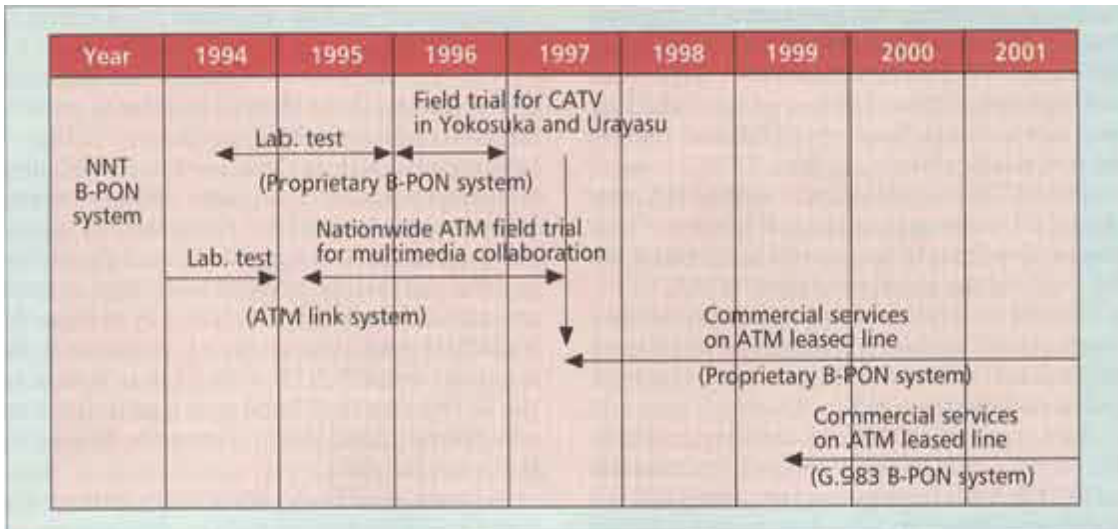 Year 1994 1995 1996 1997 1998 1999 2000 2001
Field trial for CATV
in Yokosuka and Urayasu
Lab. test
(Proprietary B-PON system)
NNT
B-PON
system
Nationwide ATM field trial
for multimedia collaboration
Lab. test
(ATM link system)
Commercial services
on ATM leased line
(Proprietary B-PON system)
Commercial services
on ATM leased line
(G.983 B-PON system)